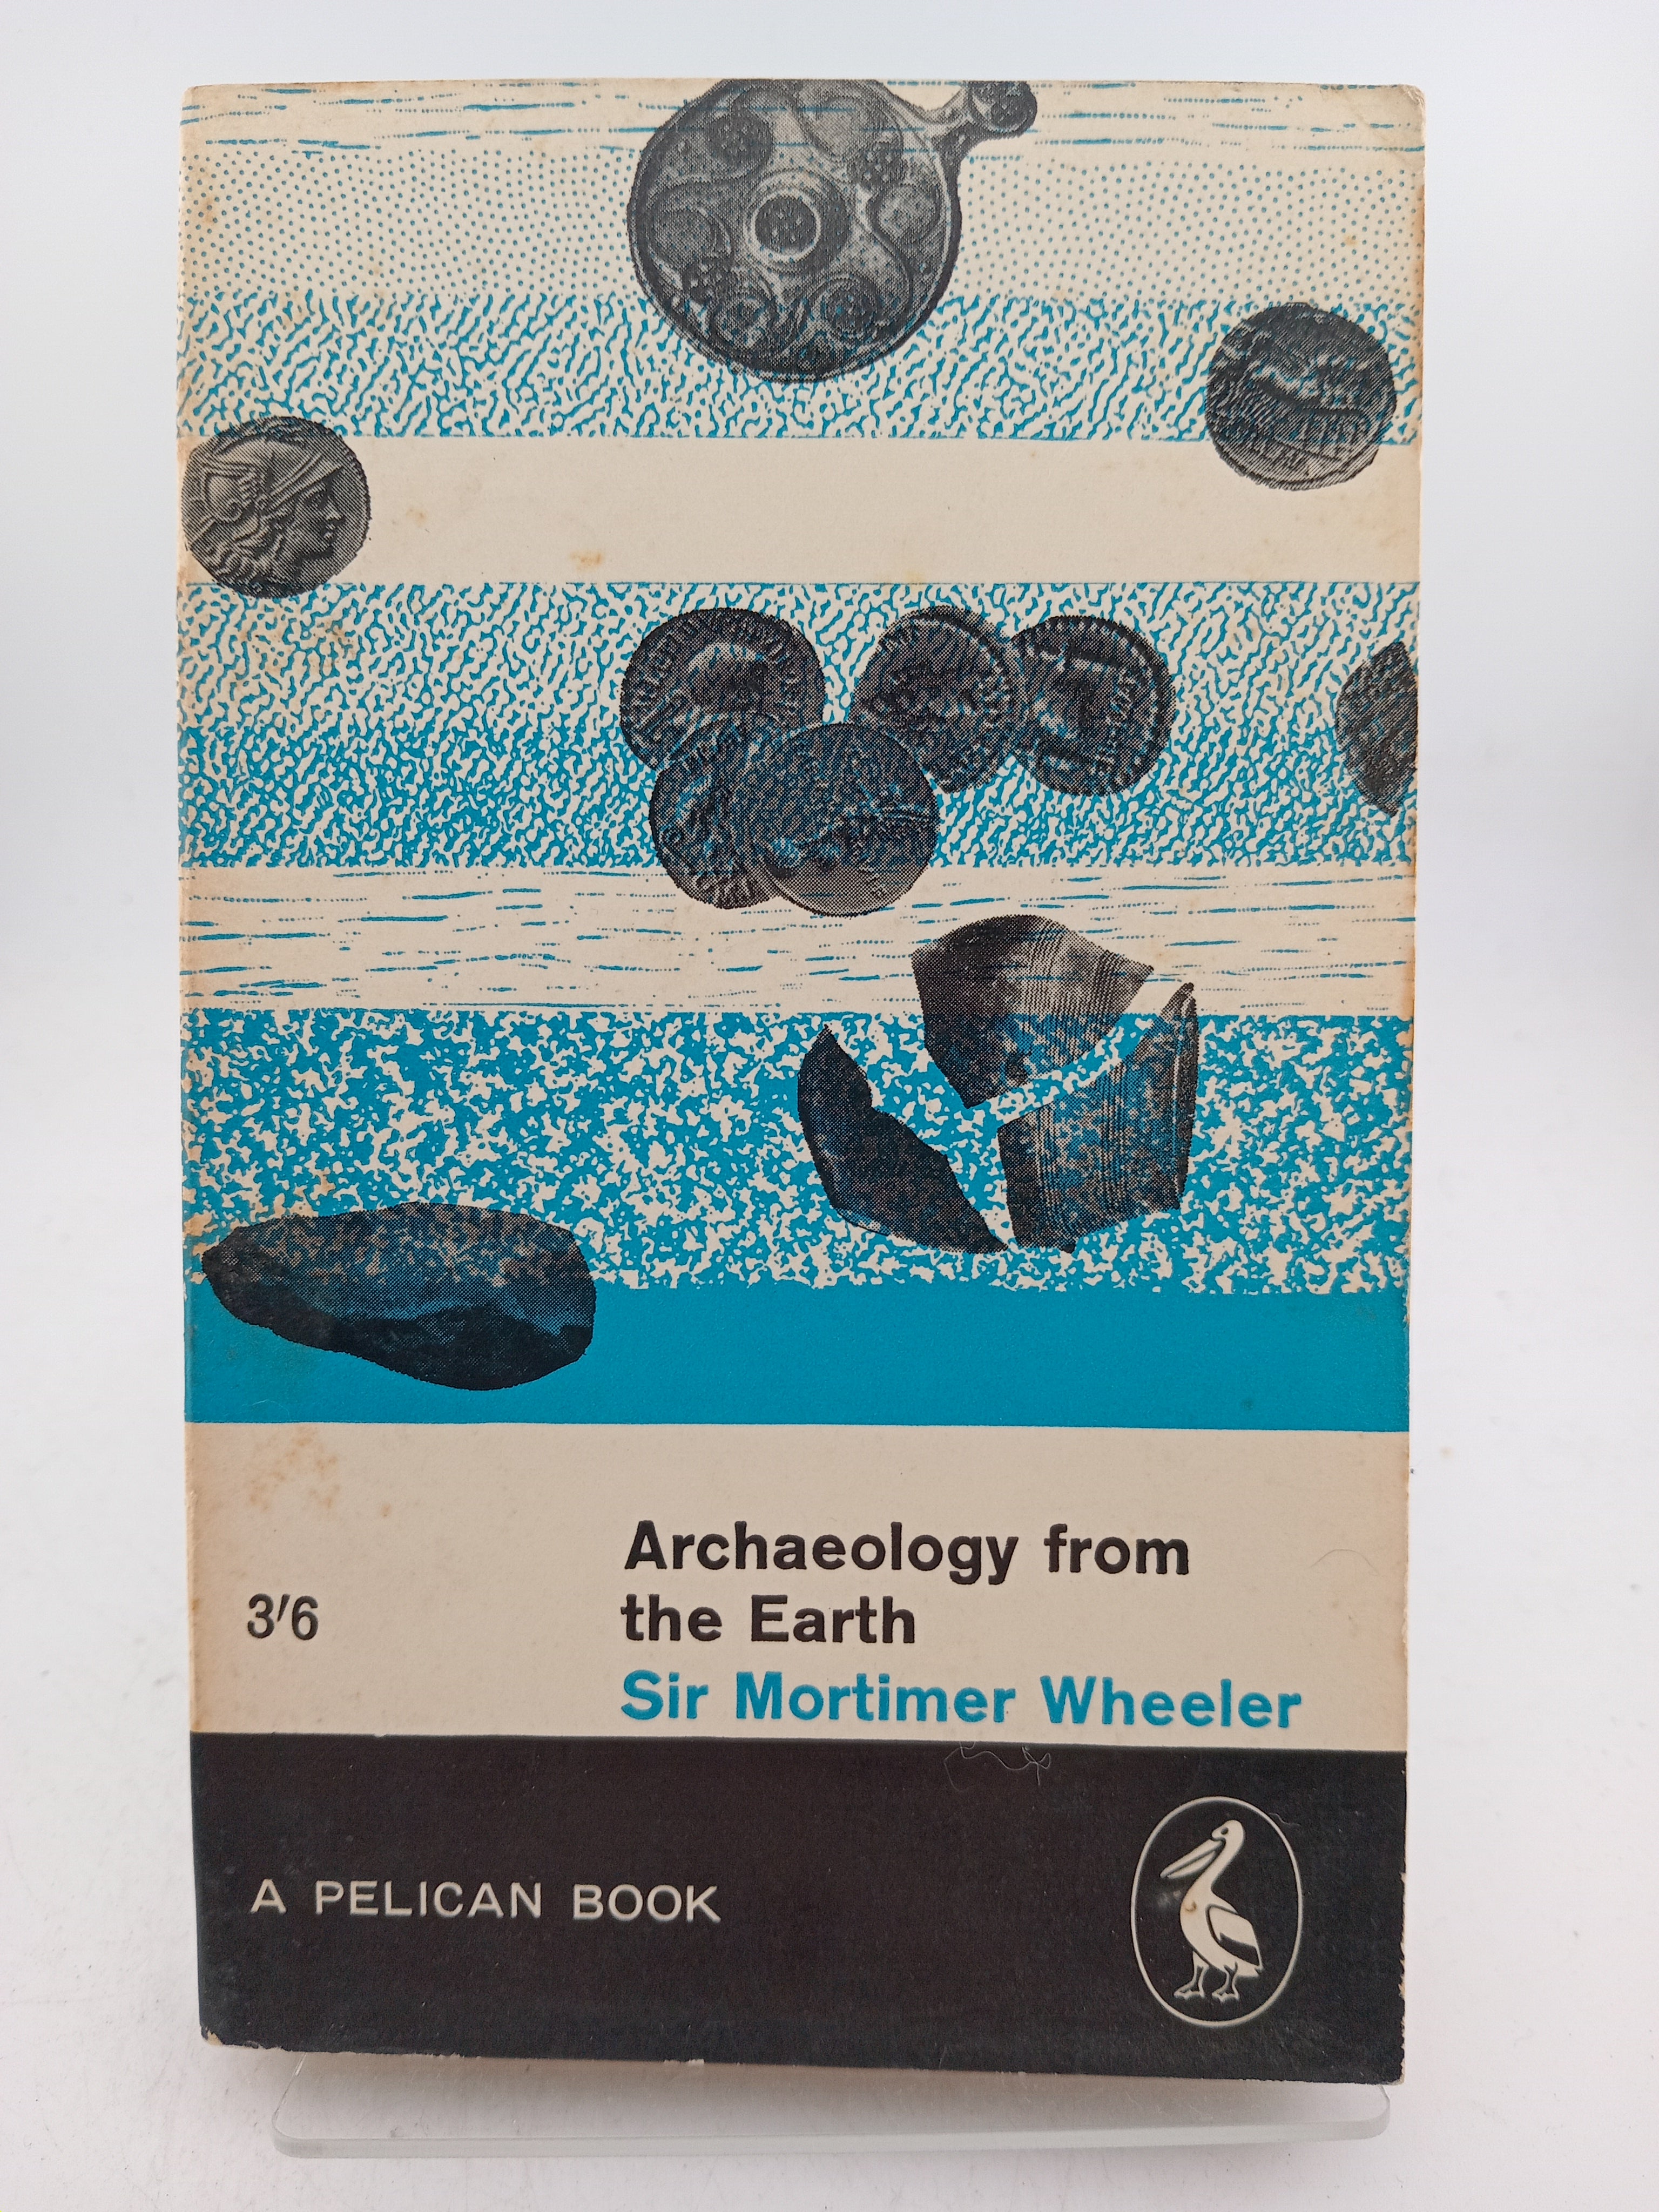 Archaeology from
the Earth
3'6
Sir Mortimer Wheeler
A PELICAN BOOK